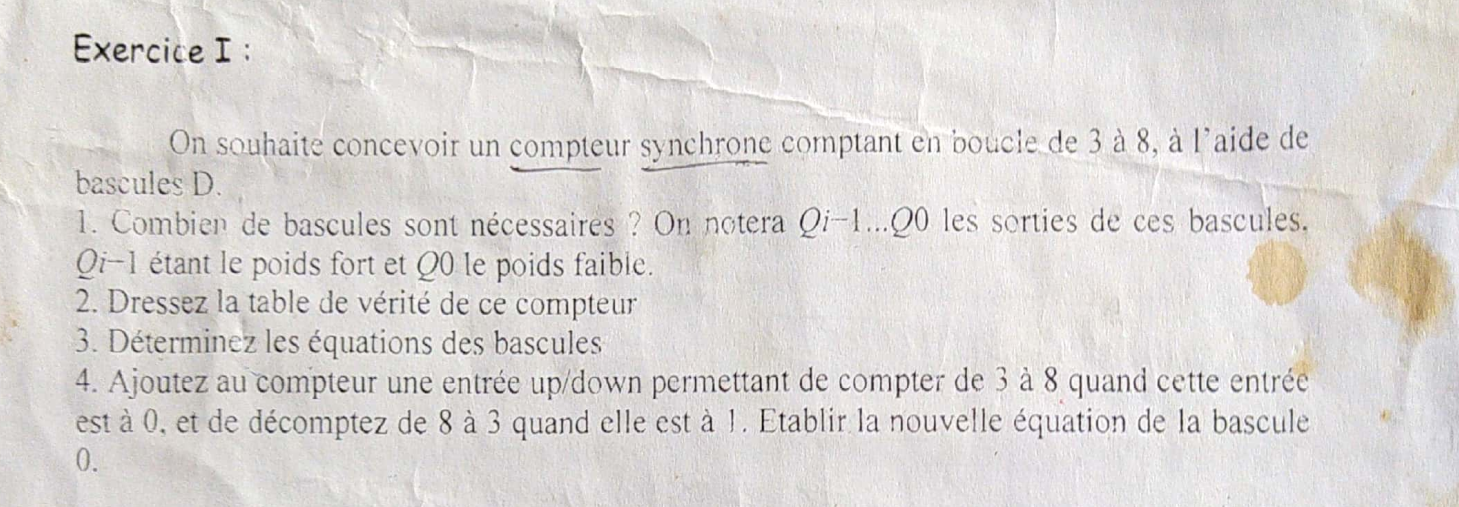 Exercice I :
On souhaite concevoir un compteur synchrone comptant en boucle de 3 à 8, à l'aide de
bascules D.
1. Combien de bascules sont nécessaires ? On notera Qi-1...Q0 les sorties de ces bascules.
Qi-1 étant le poids fort et Q0 le poids faible.
2. Dressez la table de vérité de ce compteur
3. Déterminez les équations des bascules
4. Ajoutez au compteur une entrée up/down permettant de compter de 3 à 8 quand cette entrée
est à 0, et de décomptez de 8 à 3 quand elle est à 1. Etablir la nouvelle équation de la bascule
0.